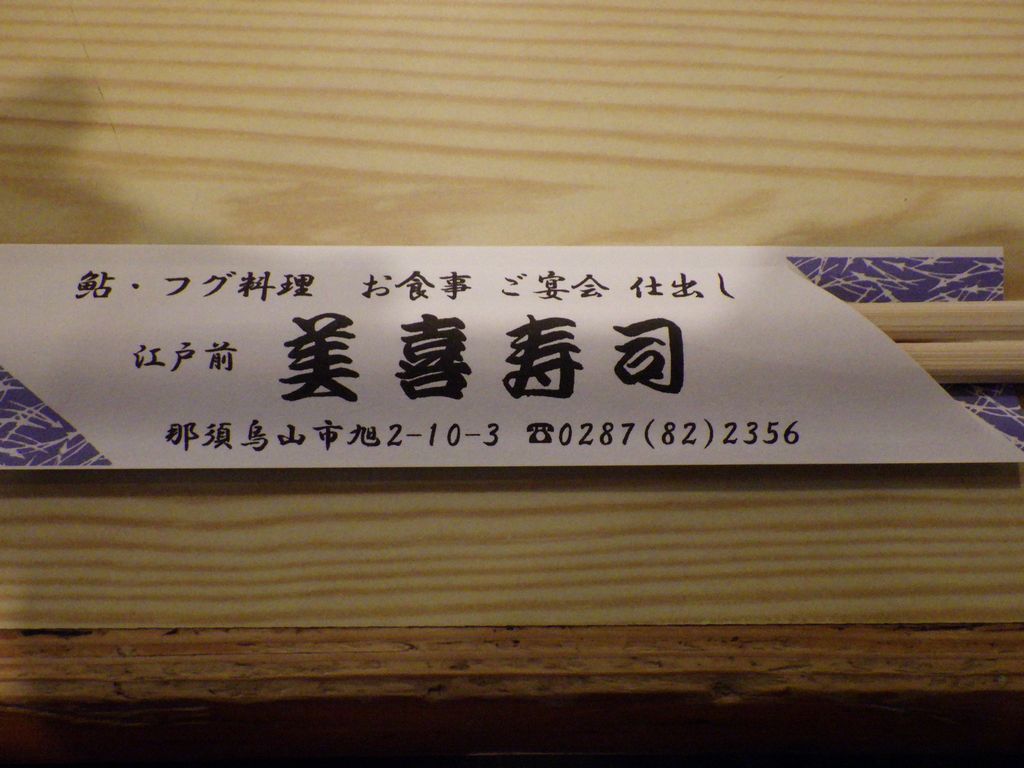 鮎・フグ料理 お食事 ご宴会 仕出し
江戸前 美喜寿司
那須烏山市旭2-10-3 ☎0287(82)2356